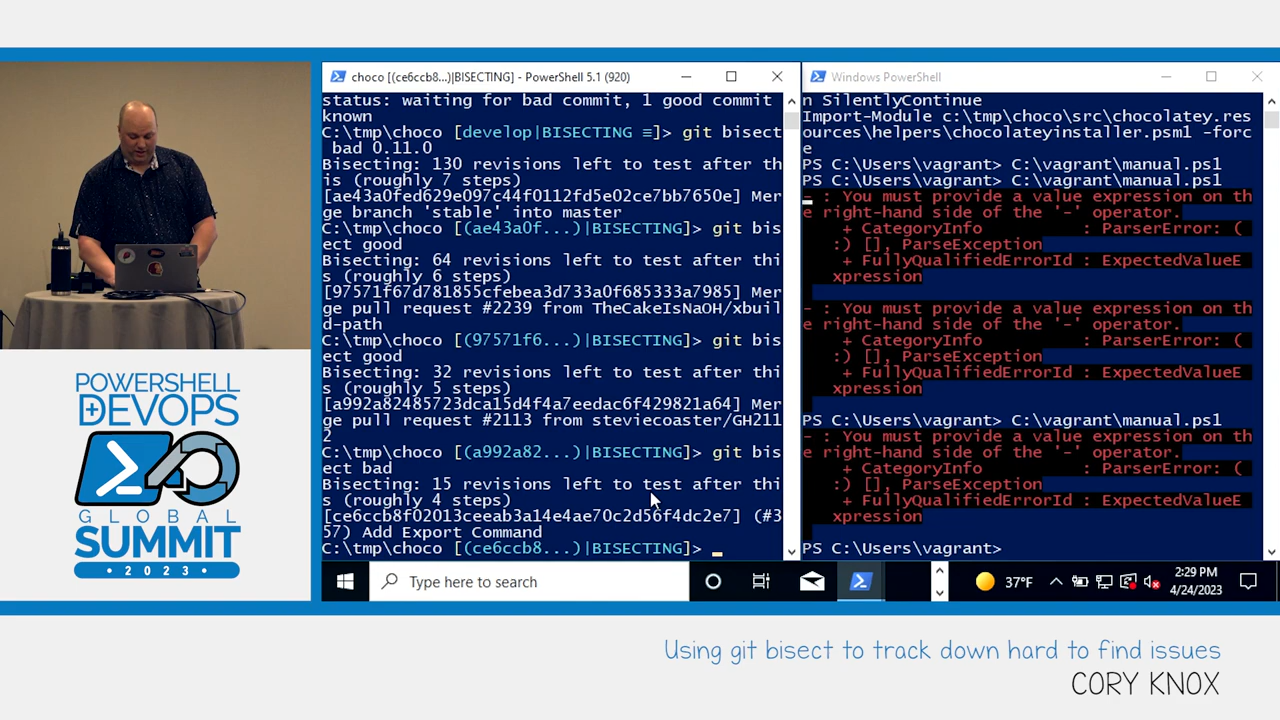 choco [(ce6ccb8...)|BISECTING] - PowerShell 5.1 (920)
status: waiting for bad commit, 1 good commit
known
C:\tmp\choco [develop|BISECTING ≡]> git bisect
bad 0.11.0
Bisecting: 130 revisions left to test after th
is (roughly 7 steps)
[ae43a0fed629e097c44f0112fd5e02ce7bb7650e] Mer
ge branch 'stable' into master
C:\tmp\choco [(ae43a0f...)|BISECTING]> git bis
ect good
Bisecting: 64 revisions left to test after thi
s (roughly 6 steps)
[97571f67d781855cfebea3d733a0f685333a7985] Mer
ge pull request #2239 from TheCakeIsNaOH/xbuil
d-path
C:\tmp\choco [(97571f6...)|BISECTING]> git bis
ect good
Bisecting: 32 revisions left to test after thi
s (roughly 5 steps)
[a992a82485723dca15d4f4a7eedac6f429821a64] Mer
ge pull request #2113 from steviecoaster/GH211
2
C:\tmp\choco [(a992a82...)|BISECTING]> git bis
ect bad
Bisecting: 15 revisions left to test after thi
s (roughly 4 steps)
[ce6ccb8f02013ceeab3a14e4ae70c2d56f4dc2e7] (#3
57) Add Export Command
C:\tmp\choco [(ce6ccb8...)|BISECTING]>
Windows PowerShell
n SilentlyContinue
Import-Module c:\tmp\choco\src\chocolatey.res
ources\helpers\chocolateyinstaller.psm1 -forc
e
PS C:\Users\vagrant> C:\vagrant\manual.ps1
PS C:\Users\vagrant> C:\vagrant\manual.ps1
- : You must provide a value expression on th
e right-hand side of the '-' operator.
+ CategoryInfo : ParserError: (
:) [], ParseException
+ FullyQualifiedErrorId : ExpectedValueE
xpression
- : You must provide a value expression on th
e right-hand side of the '-' operator.
+ CategoryInfo : ParserError: (
:) [], ParseException
+ FullyQualifiedErrorId : ExpectedValueE
xpression
PS C:\Users\vagrant> C:\vagrant\manual.ps1
- : You must provide a value expression on th
e right-hand side of the '-' operator.
+ CategoryInfo : ParserError: (
:) [], ParseException
+ FullyQualifiedErrorId : ExpectedValueE
xpression
PS C:\Users\vagrant>
Type here to search
37°F
2:29 PM
4/24/2023
POWERSHELL
+DEVOPS
GLOBAL
SUMMIT
• 2023 •
Using git bisect to track down hard to find issues
CORY KNOX